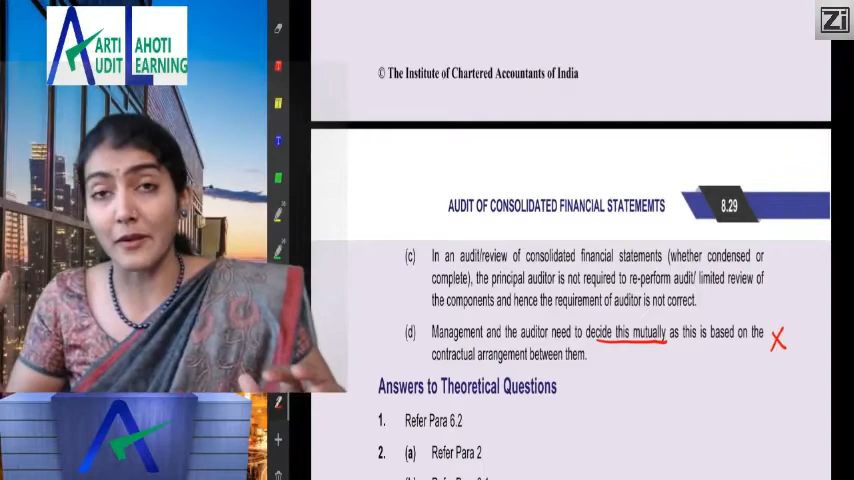 ARTI LAHOTI
AUDIT LEARNING
Zi
© The Institute of Chartered Accountants of India
AUDIT OF CONSOLIDATED FINANCIAL STATEMEMTS
8.29
(c) In an audit/review of consolidated financial statements (whether condensed or
complete), the principal auditor is not required to re-perform audit/ limited review of
the components and hence the requirement of auditor is not correct.
(d) Management and the auditor need to decide this mutually as this is based on the
contractual arrangement between them.
Answers to Theoretical Questions
1. Refer Para 6.2
2. (a) Refer Para 2